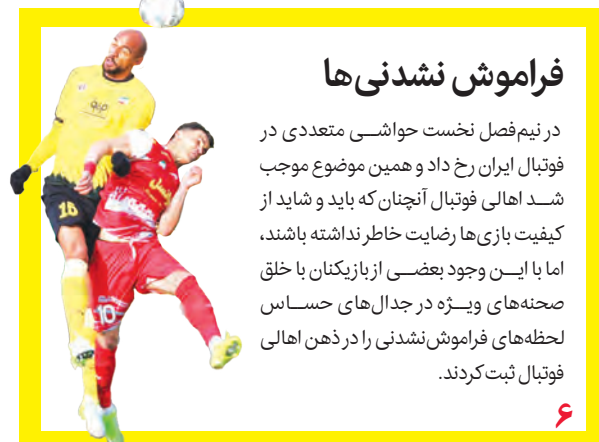 فراموش نشدنی‌ها
در نیم‌فصل نخست حواشی متعددی در
فوتبال ایران رخ داد و همین موضوع موجب
شد اهالی فوتبال آنچنان که باید و شاید از
کیفیت بازی‌ها رضایت خاطر نداشته باشند،
اما با این وجود بعضی از بازیکنان با خلق
صحنه‌های ویژه در جدال‌های حساس
لحظه‌های فراموش‌نشدنی را در ذهن اهالی
فوتبال ثبت کردند.
۶
16
10